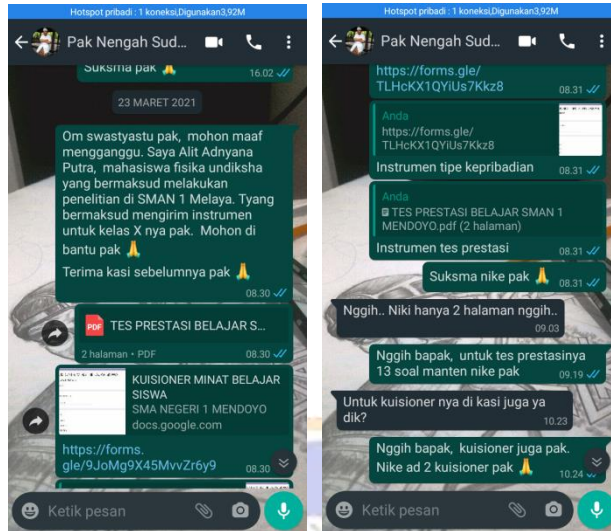 Hotspot pribadi : 1 koneksi,Digunakan3,92M
Pak Nengah Sud...
Suksma pak 🙏
16.02
23 MARET 2021
Om swastyastu pak, mohon maaf
mengganggu. Saya Alit Adnyana
Putra, mahasiswa fisika undiksha
yang bermaksud melakukan
penelitian di SMAN 1 Melaya. Tyang
bermaksud mengirim instrumen
untuk kelas X nya pak. Mohon di
bantu pak 🙏
Terima kasi sebelumnya pak 🙏
08.30
PDF
TES PRESTASI BELAJAR S...
2 halaman • PDF
08.30
KUISIONER MINAT BELAJAR
SISWA
SMA NEGERI 1 MENDOYO
docs.google.com
https://forms.
gle/9JoMg9X45MvvZr6y9
08.30
Ketik pesan
Hotspot pribadi : 1 koneksi,Digunakan3,92M
Pak Nengah Sud...
https://forms.gle/
TLHcKX1QYiUs7Kkz8
08.31
Anda
https://forms.gle/
TLHcKX1QYiUs7Kkz8
Instrumen tipe kepribadian
08.31
Anda
TES PRESTASI BELAJAR SMAN 1
MENDOYO.pdf (2 halaman)
Instrumen tes prestasi
08.31
Suksma nike pak 🙏
08.31
Nggih.. Niki hanya 2 halaman nggih..
09.03
Nggih bapak, untuk tes prestasinya
13 soal manten nike pak
09.19
Untuk kuisioner nya di kasi juga ya
dik?
10.23
Nggih bapak, kuisioner juga pak.
Nike ad 2 kuisioner pak 🙏
10.24
Ketik pesan